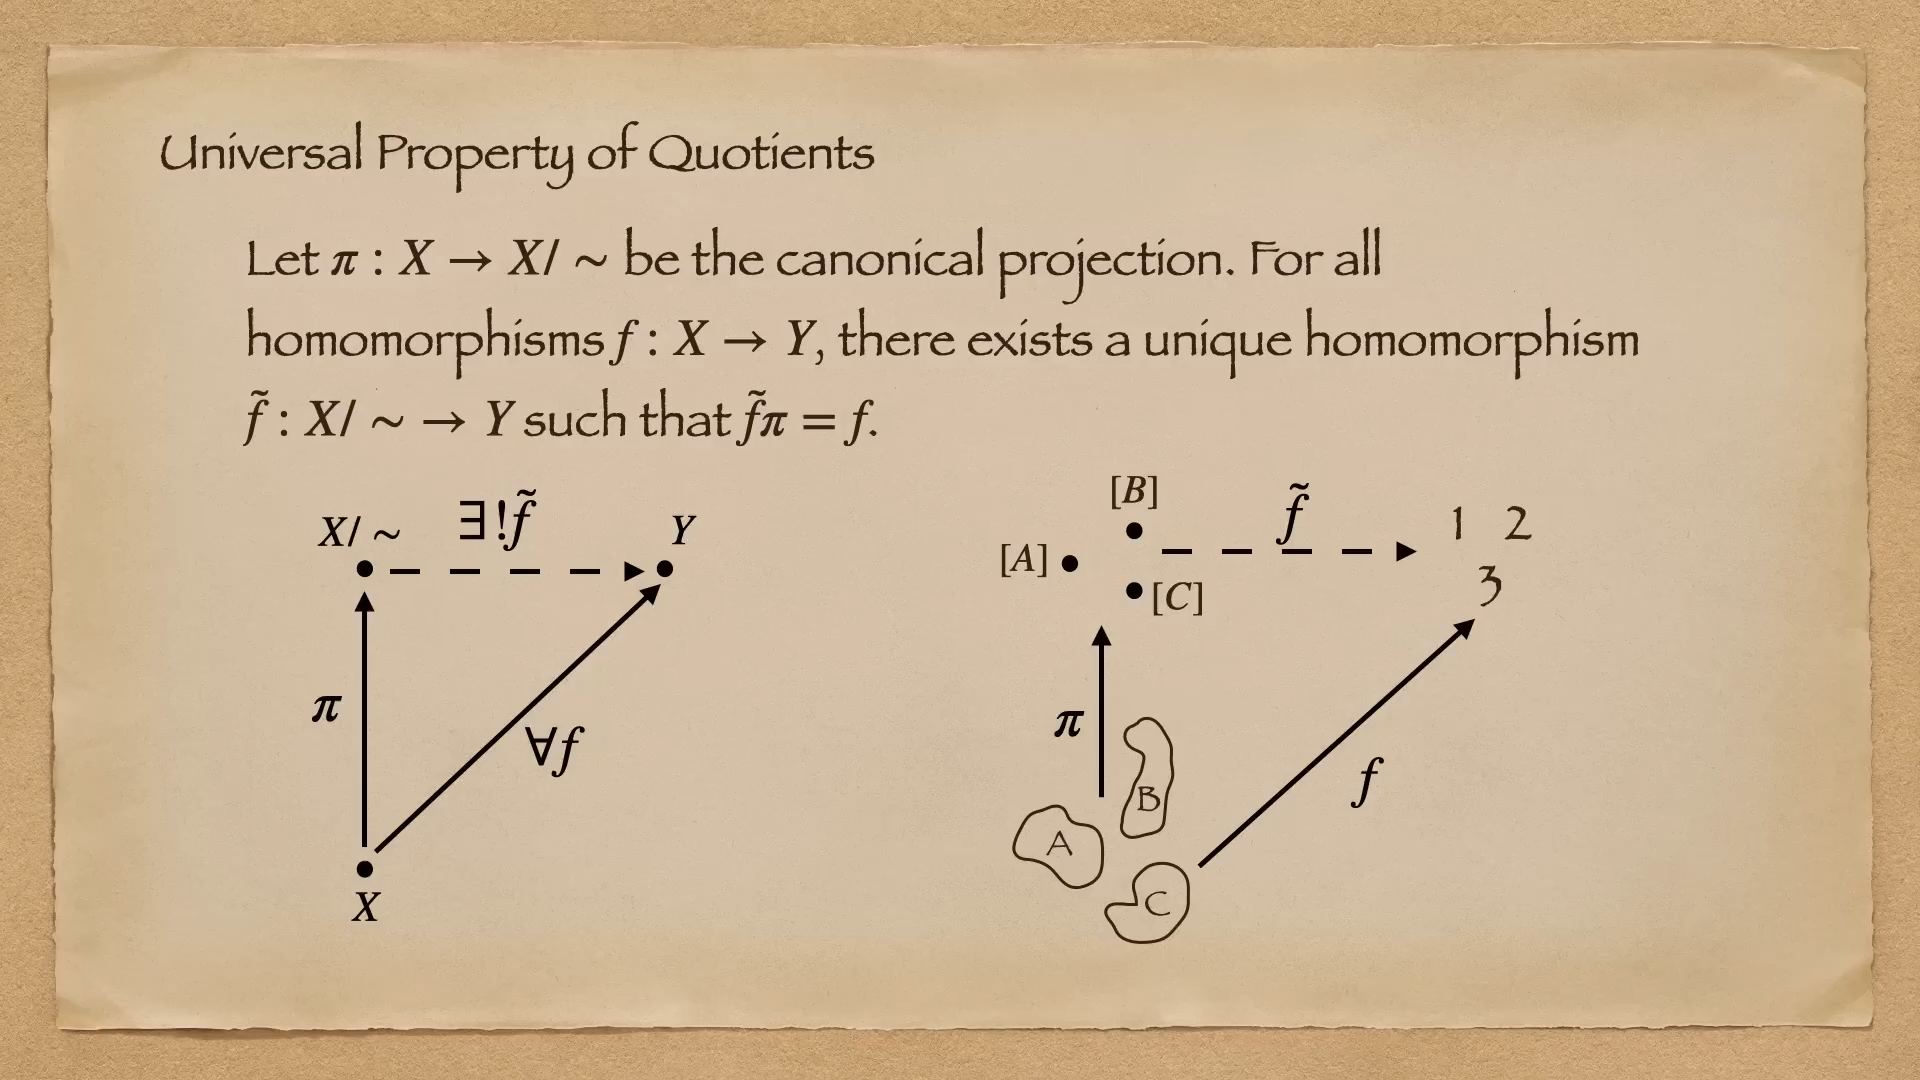 Universal Property of Quotients
Let π : X → X/ ~ be the canonical projection. For all
homomorphisms f : X → Y, there exists a unique homomorphism
f̃ : X/ ~ → Y such that f̃π = f.
X/ ~ ∃!f̃ Y
π
∀f
X
[B]
[A]
[C]
f̃
1 2
3
π
f
B
A
C